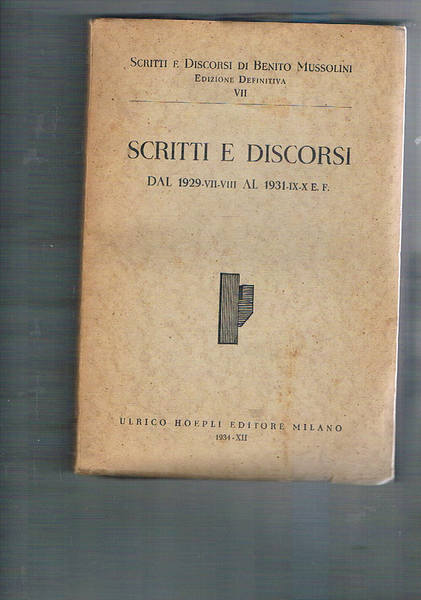 SCRITTI E DISCORSI DI BENITO MUSSOLINI
EDIZIONE DEFINITIVA
VII
SCRITTI E DISCORSI
DAL 1929-VII-VIII AL 1931-IX-X E. F.
ULRICO HOEPLI EDITORE MILANO
1934-XII